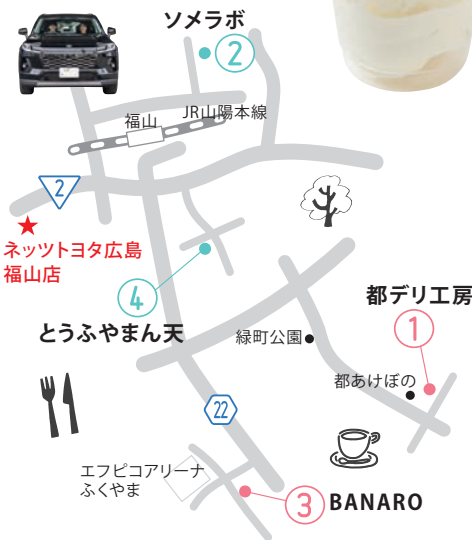 ソメラボ
②
JR山陽本線
福山
2
ネッツトヨタ広島
福山店
④
とうふやまん天
都デリ工房
①
緑町公園
都あけぼの
22
エフピコアリーナ
ふくやま
③ BANARO